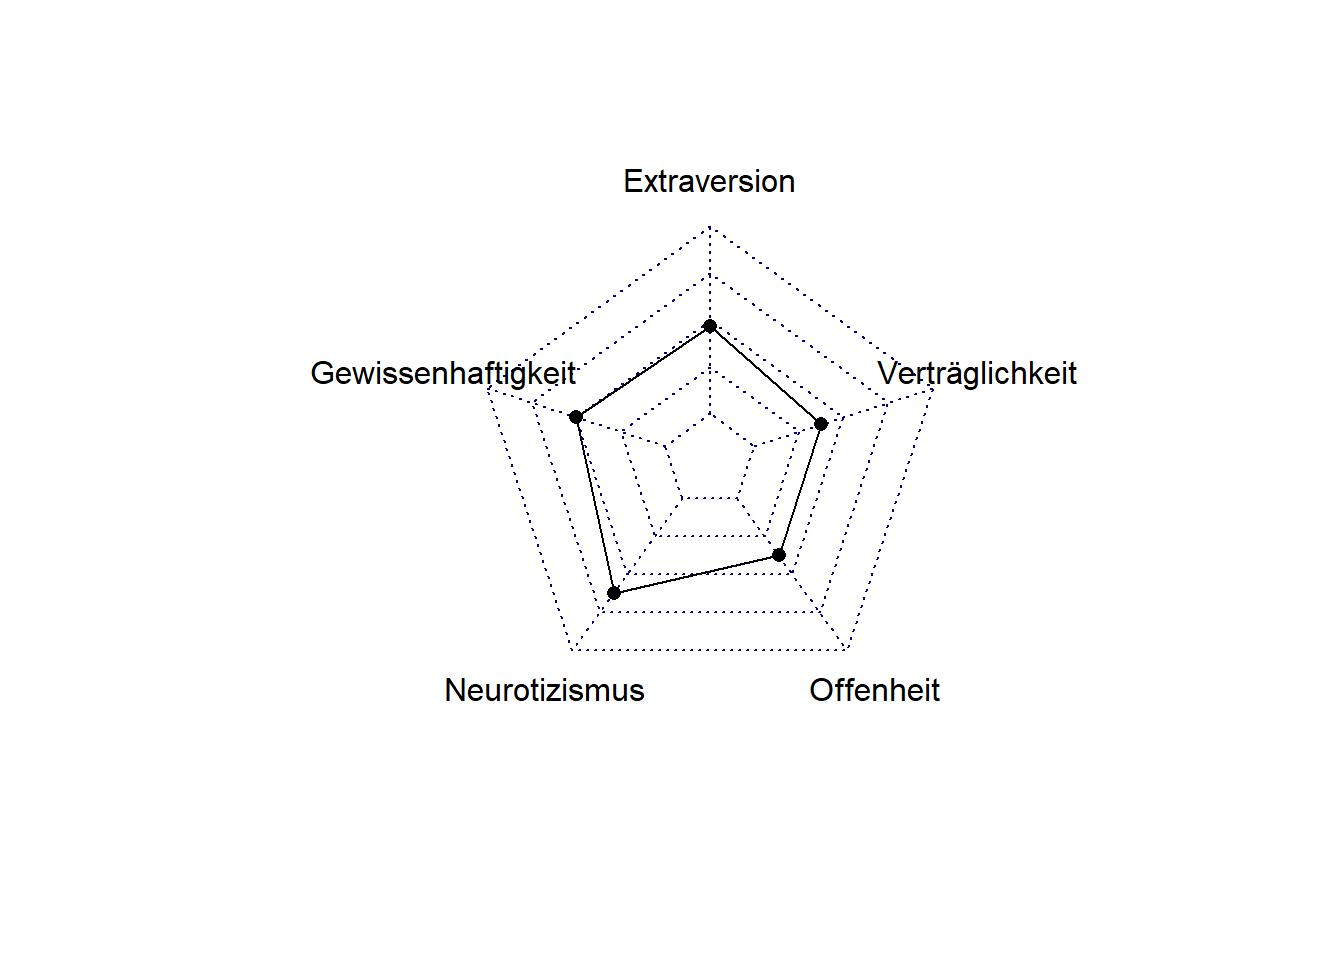 Extraversion
Gewissenhaftigkeit
Verträglichkeit
Neurotizismus
Offenheit